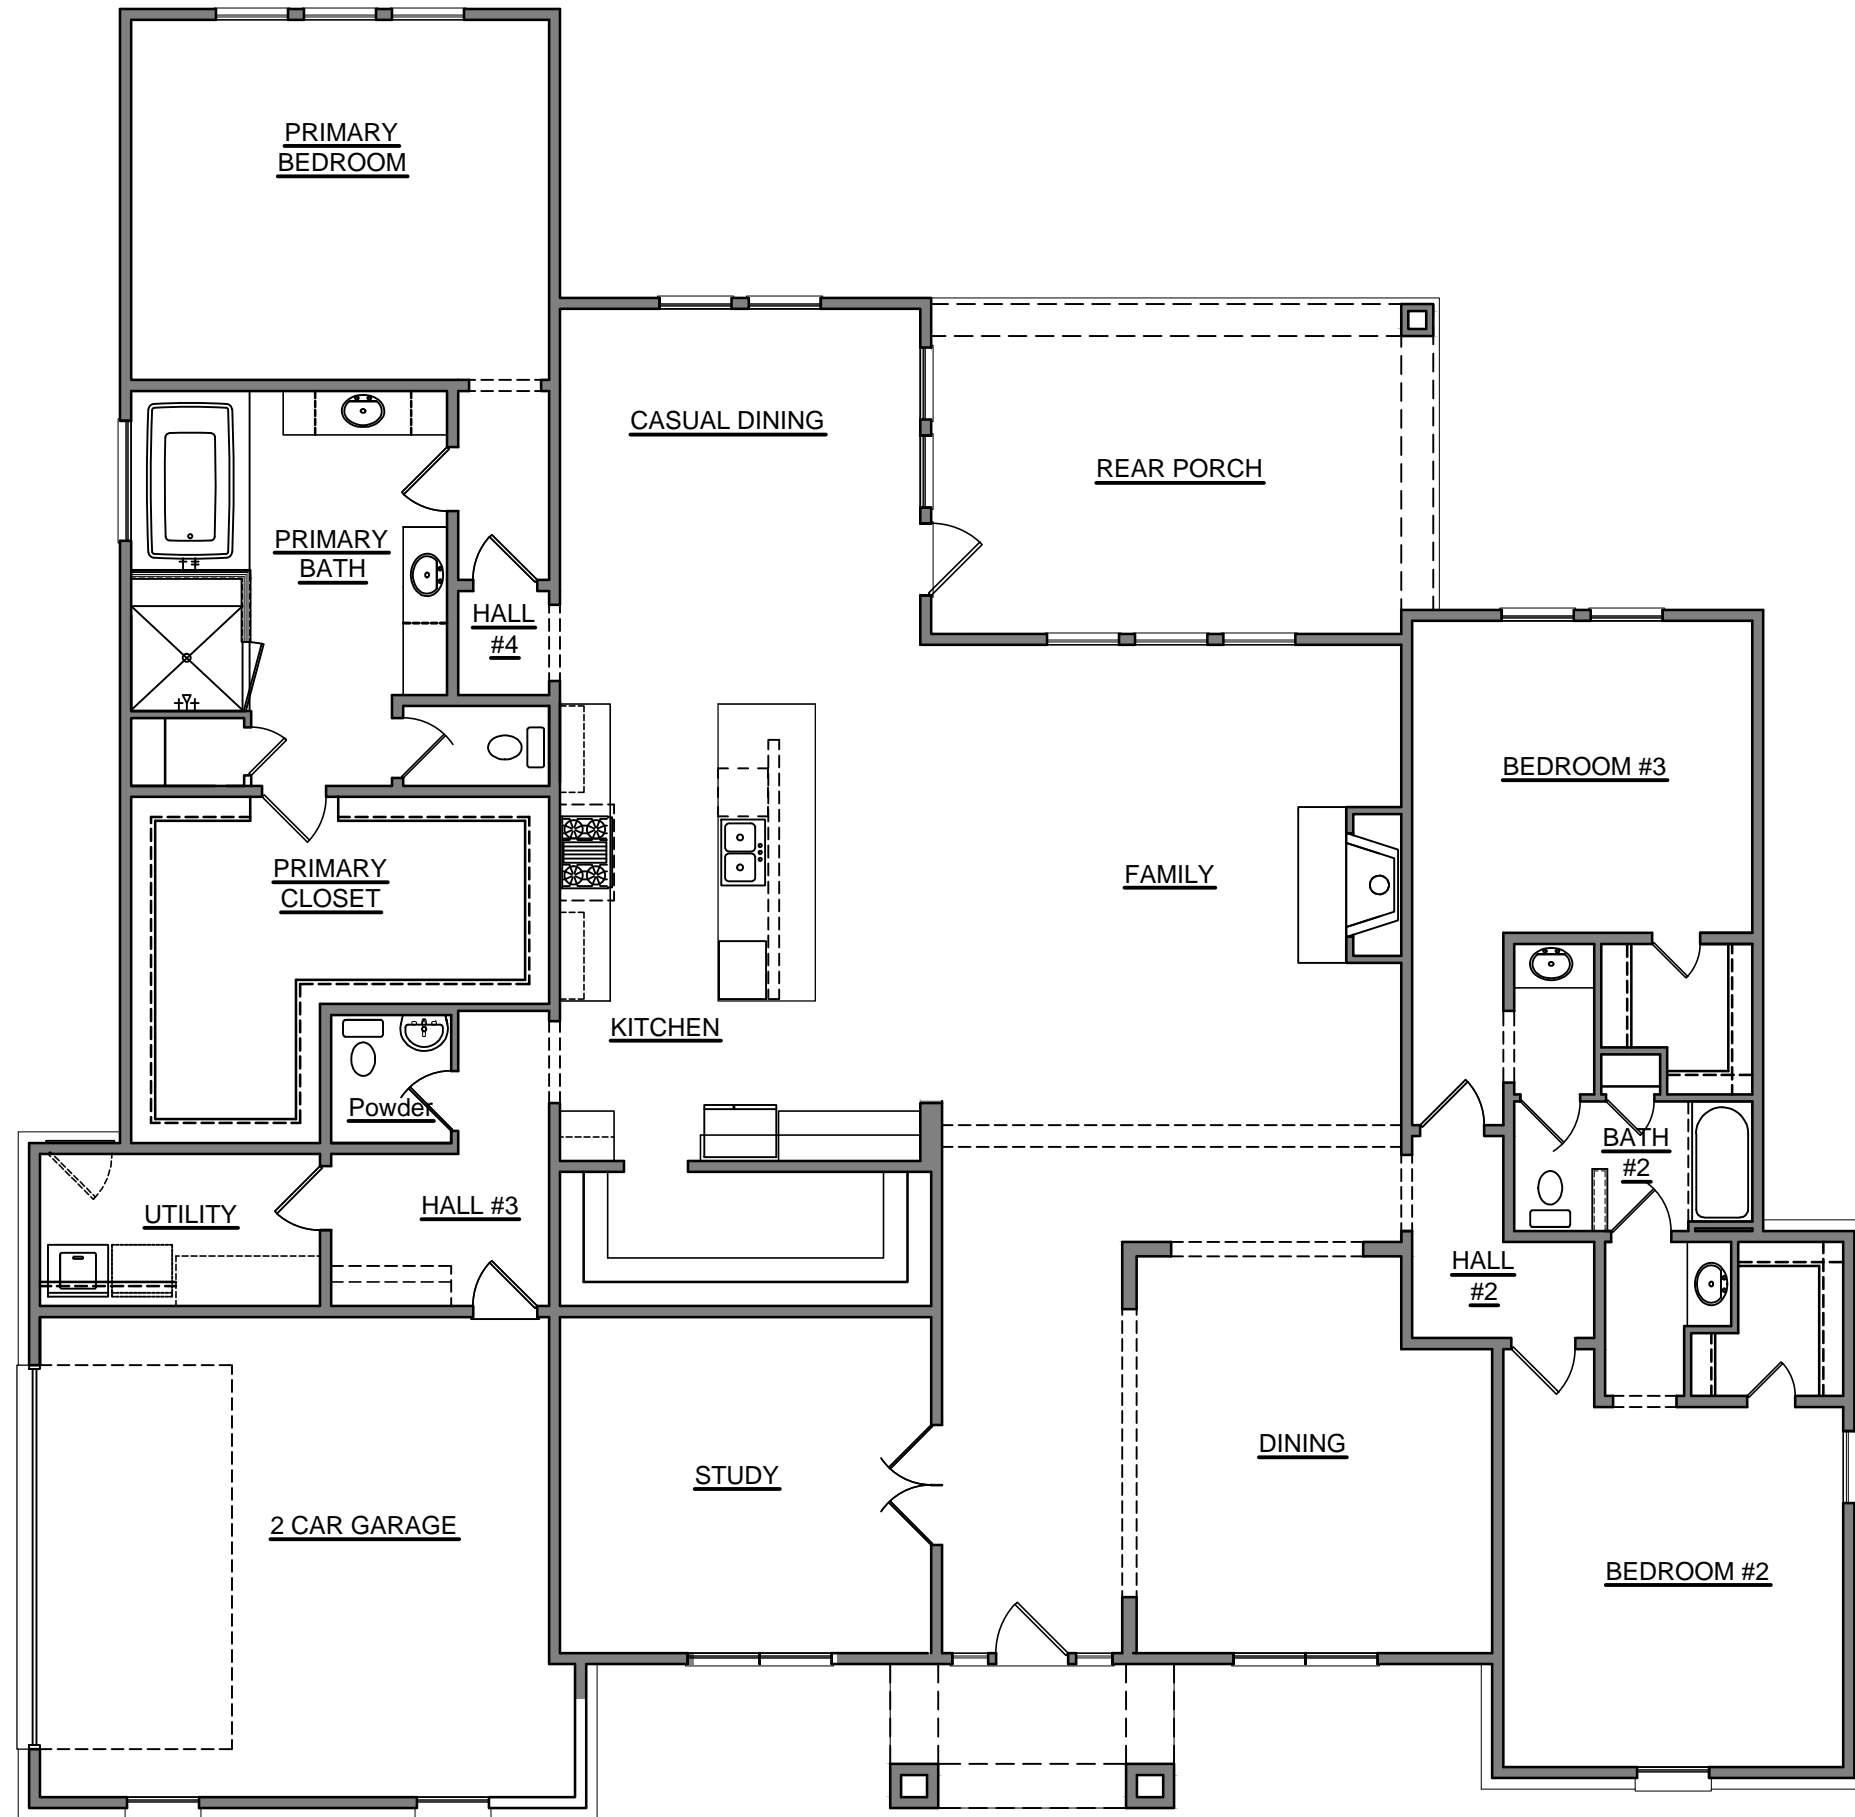 PRIMARY
BEDROOM
CASUAL DINING
REAR PORCH
PRIMARY
BATH
HALL
#4
BEDROOM #3
PRIMARY
CLOSET
FAMILY
KITCHEN
Powder
BATH
#2
UTILITY
HALL #3
HALL
#2
DINING
STUDY
2 CAR GARAGE
BEDROOM #2